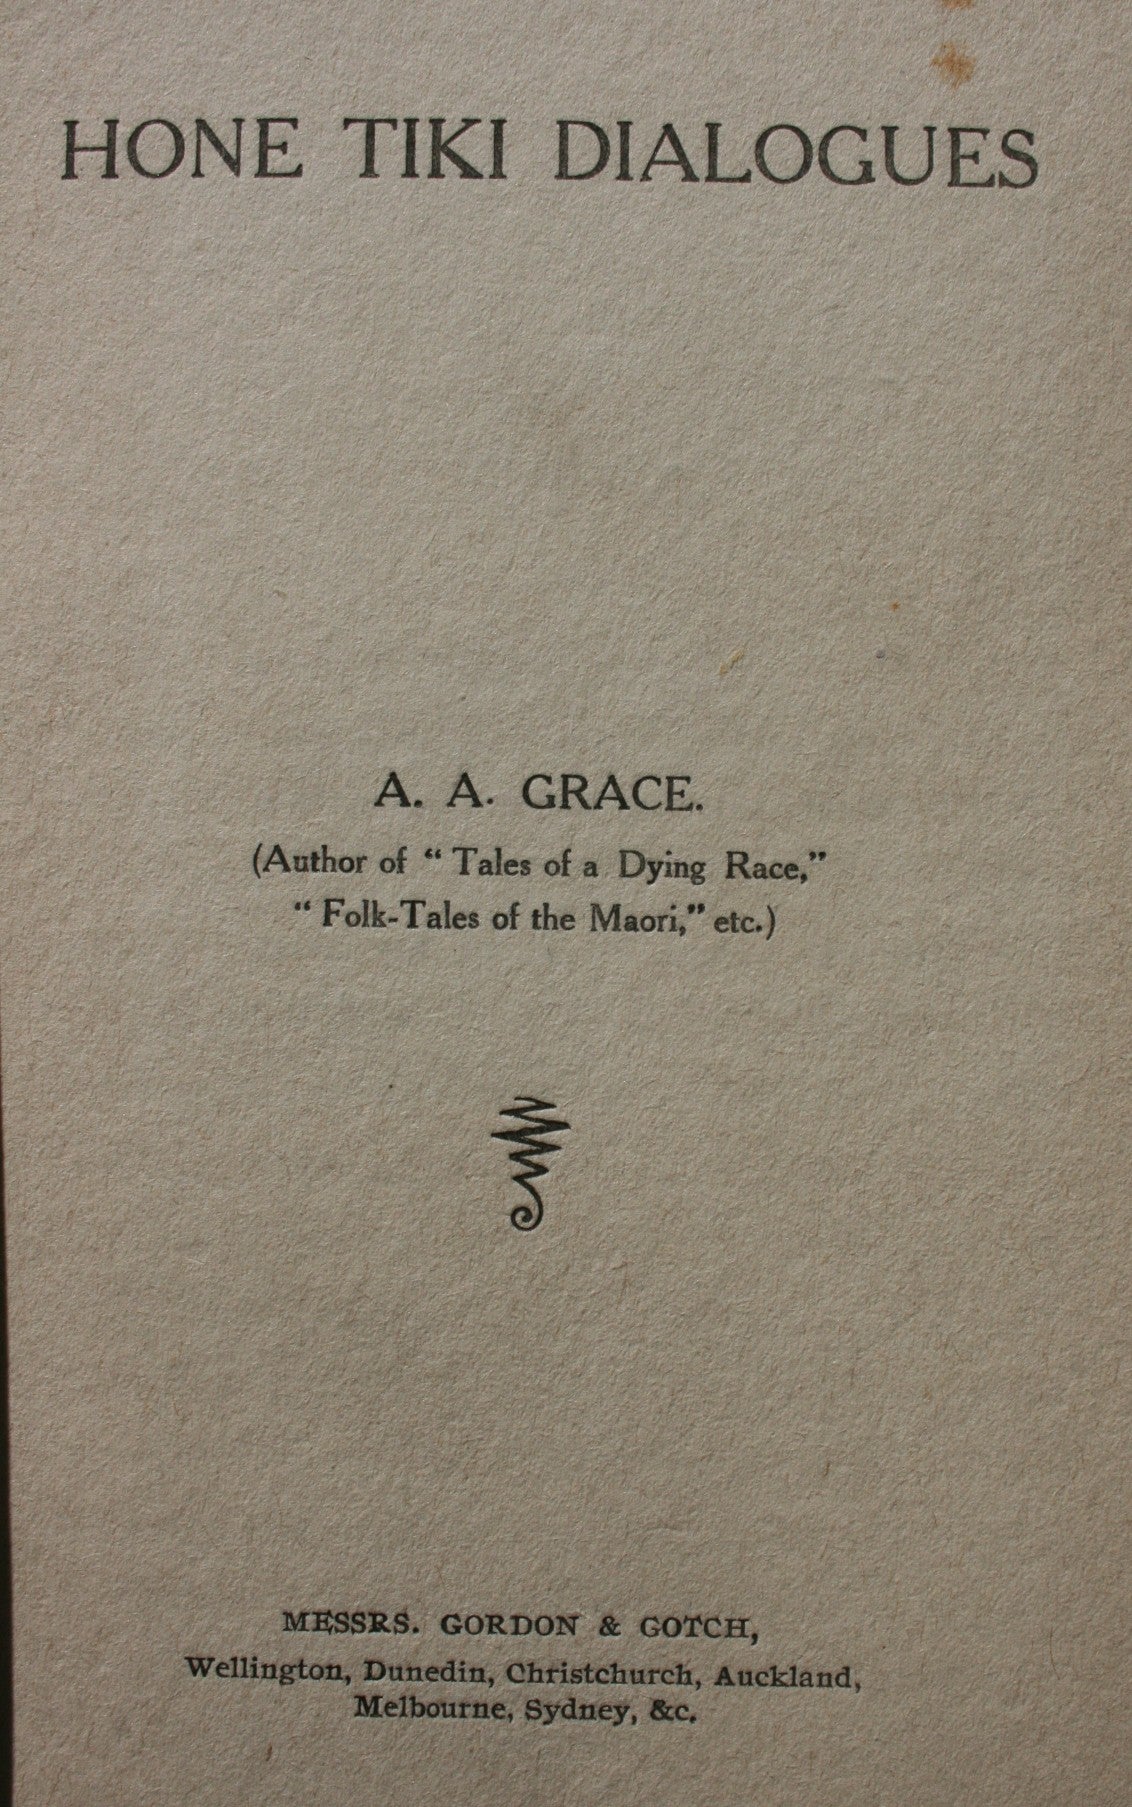 HONE TIKI DIALOGUES
A. A. GRACE.
(Author of “ Tales of a Dying Race,”
“ Folk-Tales of the Maori,” etc.)
MESSRS. GORDON & GOTCH,
Wellington, Dunedin, Christchurch, Auckland,
Melbourne, Sydney, &c.